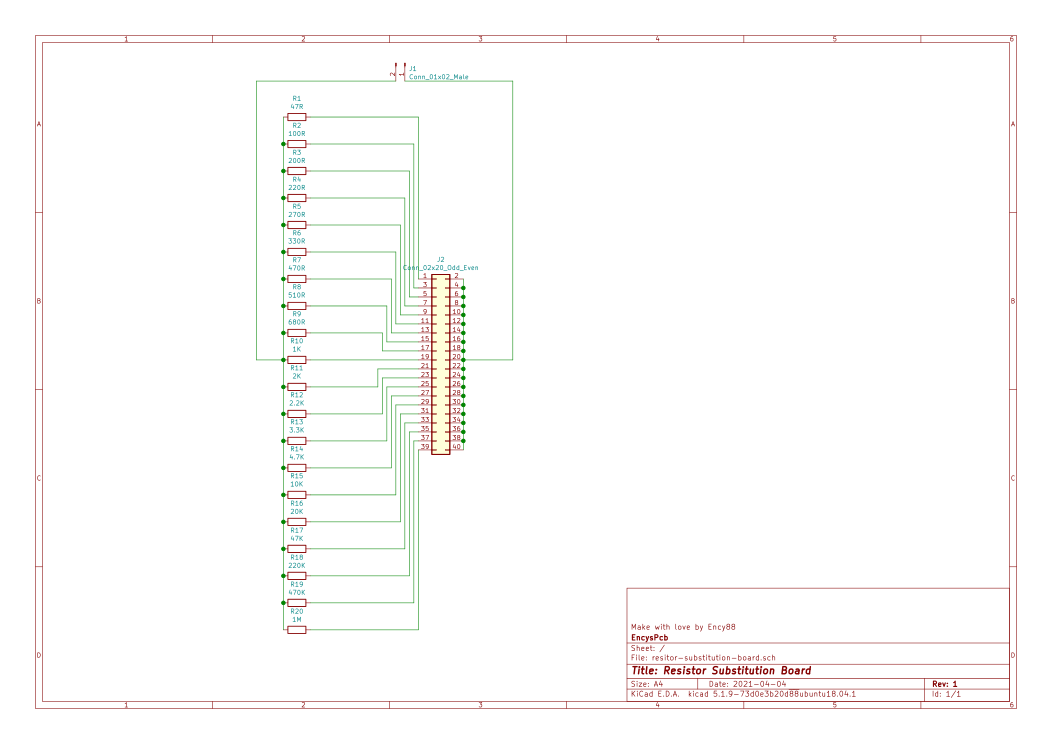 1 2 3 4 5 6
J1
Conn_01x02_Male
2 1
R1
47R
R2
100R
R3
200R
R4
220R
R5
270R
R6
330R
R7
470R
R8
510R
R9
680R
R10
1K
R11
2K
R12
2.2K
R13
3.3K
R14
4.7K
R15
10K
R16
20K
R17
47K
R18
220K
R19
470K
R20
1M
J2
Conn_02x20_Odd_Even
1 2
3 4
5 6
7 8
9 10
11 12
13 14
15 16
17 18
19 20
21 22
23 24
25 26
27 28
29 30
31 32
33 34
35 36
37 38
39 40
A A
B B
C C
D D
Make with love by Ency88
EncysPcb
Sheet: /
File: resitor-substitution-board.sch
Title: Resistor Substitution Board
Size: A4 Date: 2021-04-04 Rev: 1
KiCad E.D.A. kicad 5.1.9-73d0e3b20d88ubuntu18.04.1 Id: 1/1
1 2 3 4 5 6